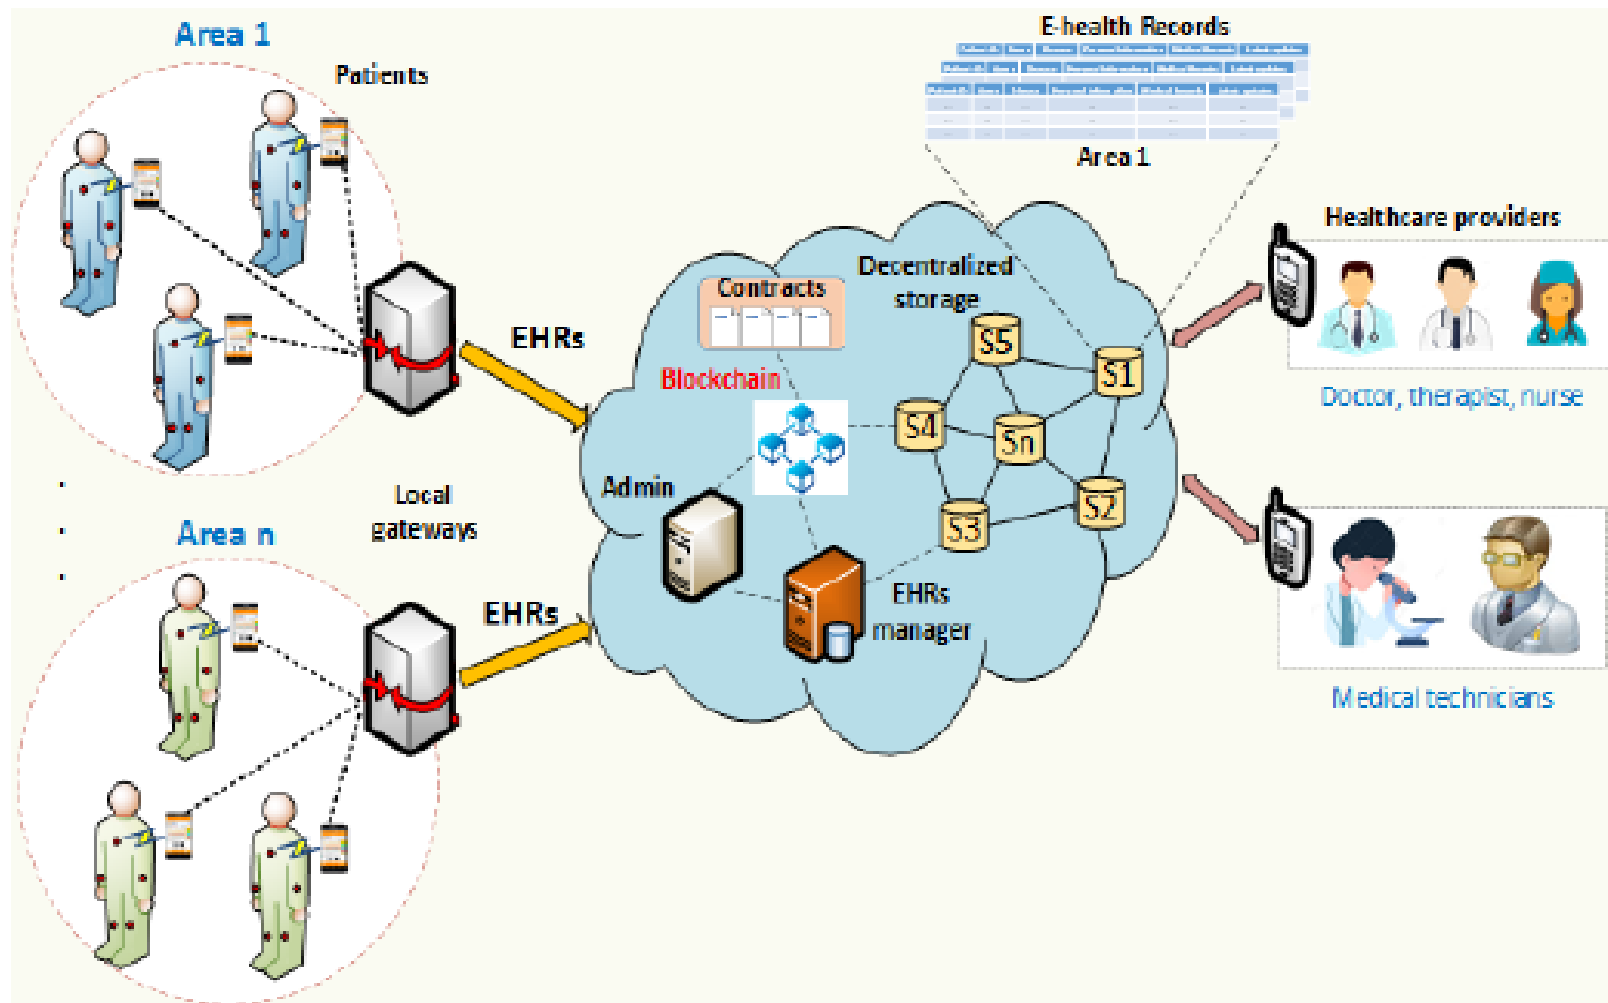 Area 1
Patients
E-health Records
Area 1
Healthcare providers
Doctor, therapist, nurse
Contracts
Decentralized
storage
Blockchain
EHRs
S5
S1
S4
Sn
S2
S3
Admin
EHRs
manager
Local
gateways
Area n
EHRs
Medical technicians